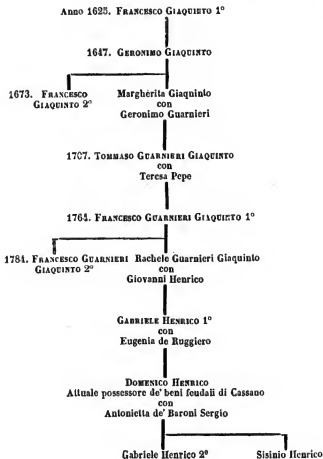 Anno 1625. FRANCESCO GIAQUINTO 1°
1647. GERONIMO GIAQUINTO
1673. FRANCESCO
GIAQUINTO 2°
Margherita Giaquinto
con
Geronimo Guarnieri
1707. TOMMASO GUARNIERI GIAQUINTO
con
Teresa Pepe
1764. FRANCESCO GUARNIERI GIAQUINTO 1°
1784. FRANCESCO GUARNIERI
GIAQUINTO 2°
Rachele Guarnieri Giaquinto
con
Giovanni Henrico
GABRIELE HENRICO 1°
con
Eugenia de Ruggiero
DOMENICO HENRICO
Attuale possessore de' beni feudali di Cassano
con
Antonietta de' Baroni Sergio
Gabriele Henrico 2°
Sisinio Henrico